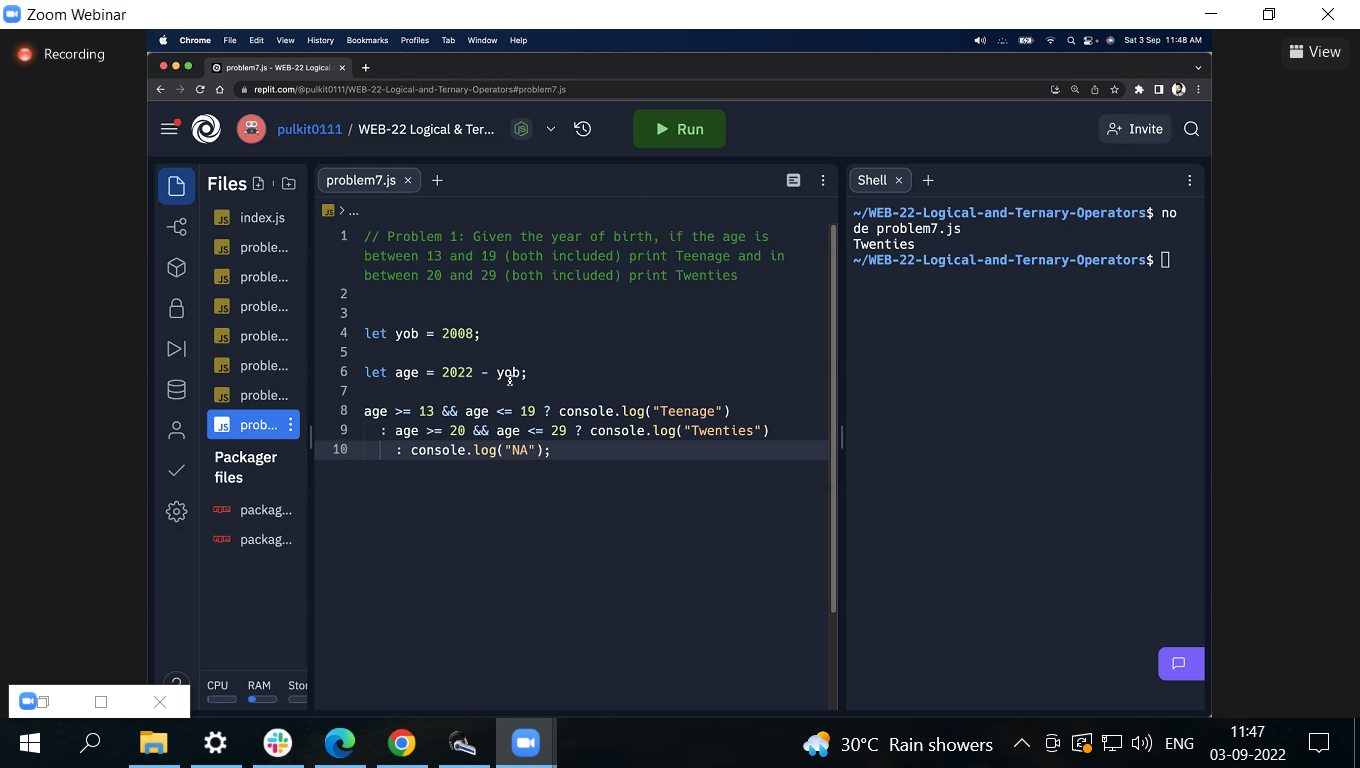 Zoom Webinar
Recording
View
Chrome File Edit View History Bookmarks Profiles Tab Window Help
Sat 3 Sep 11:48 AM
problem7.js - WEB-22 Logical
replit.com/@pulkit0111/WEB-22-Logical-and-Ternary-Operators#problem7.js
pulkit0111 / WEB-22 Logical & Ter...
Run
Invite
Files
index.js
proble...
proble...
proble...
proble...
proble...
proble...
prob...
Packager
files
packag...
packag...
CPU RAM Stor
problem7.js
JS > ...
1 // Problem 1: Given the year of birth, if the age is
between 13 and 19 (both included) print Teenage and in
between 20 and 29 (both included) print Twenties
2
3
4 let yob = 2008;
5
6 let age = 2022 - yob;
7
8 age >= 13 && age <= 19 ? console.log("Teenage")
9 : age >= 20 && age <= 29 ? console.log("Twenties")
10 : console.log("NA");
Shell
~/WEB-22-Logical-and-Ternary-Operators$ no
de problem7.js
Twenties
~/WEB-22-Logical-and-Ternary-Operators$
30°C Rain showers
ENG
11:47
03-09-2022